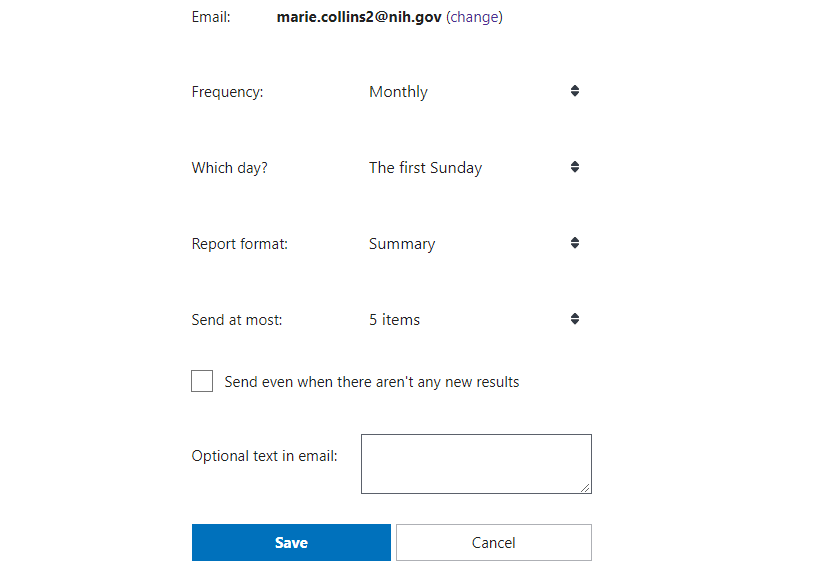 Email: marie.collins2@nih.gov (change)
Frequency: Monthly
Which day? The first Sunday
Report format: Summary
Send at most: 5 items
Send even when there aren't any new results
Optional text in email:
Save Cancel